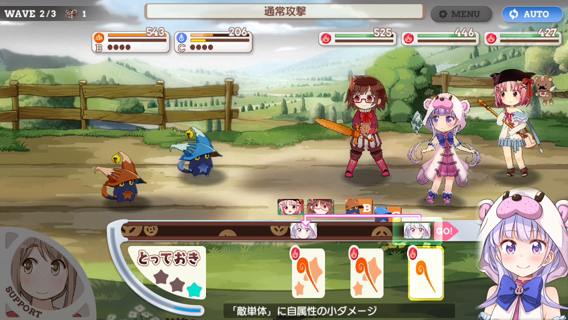 WAVE 2/3 1
通常攻撃
MENU
AUTO
B 543
C 206
525
446
427
B
GO!
とっておき
SUPPORT
「敵単体」に自属性の小ダメージ